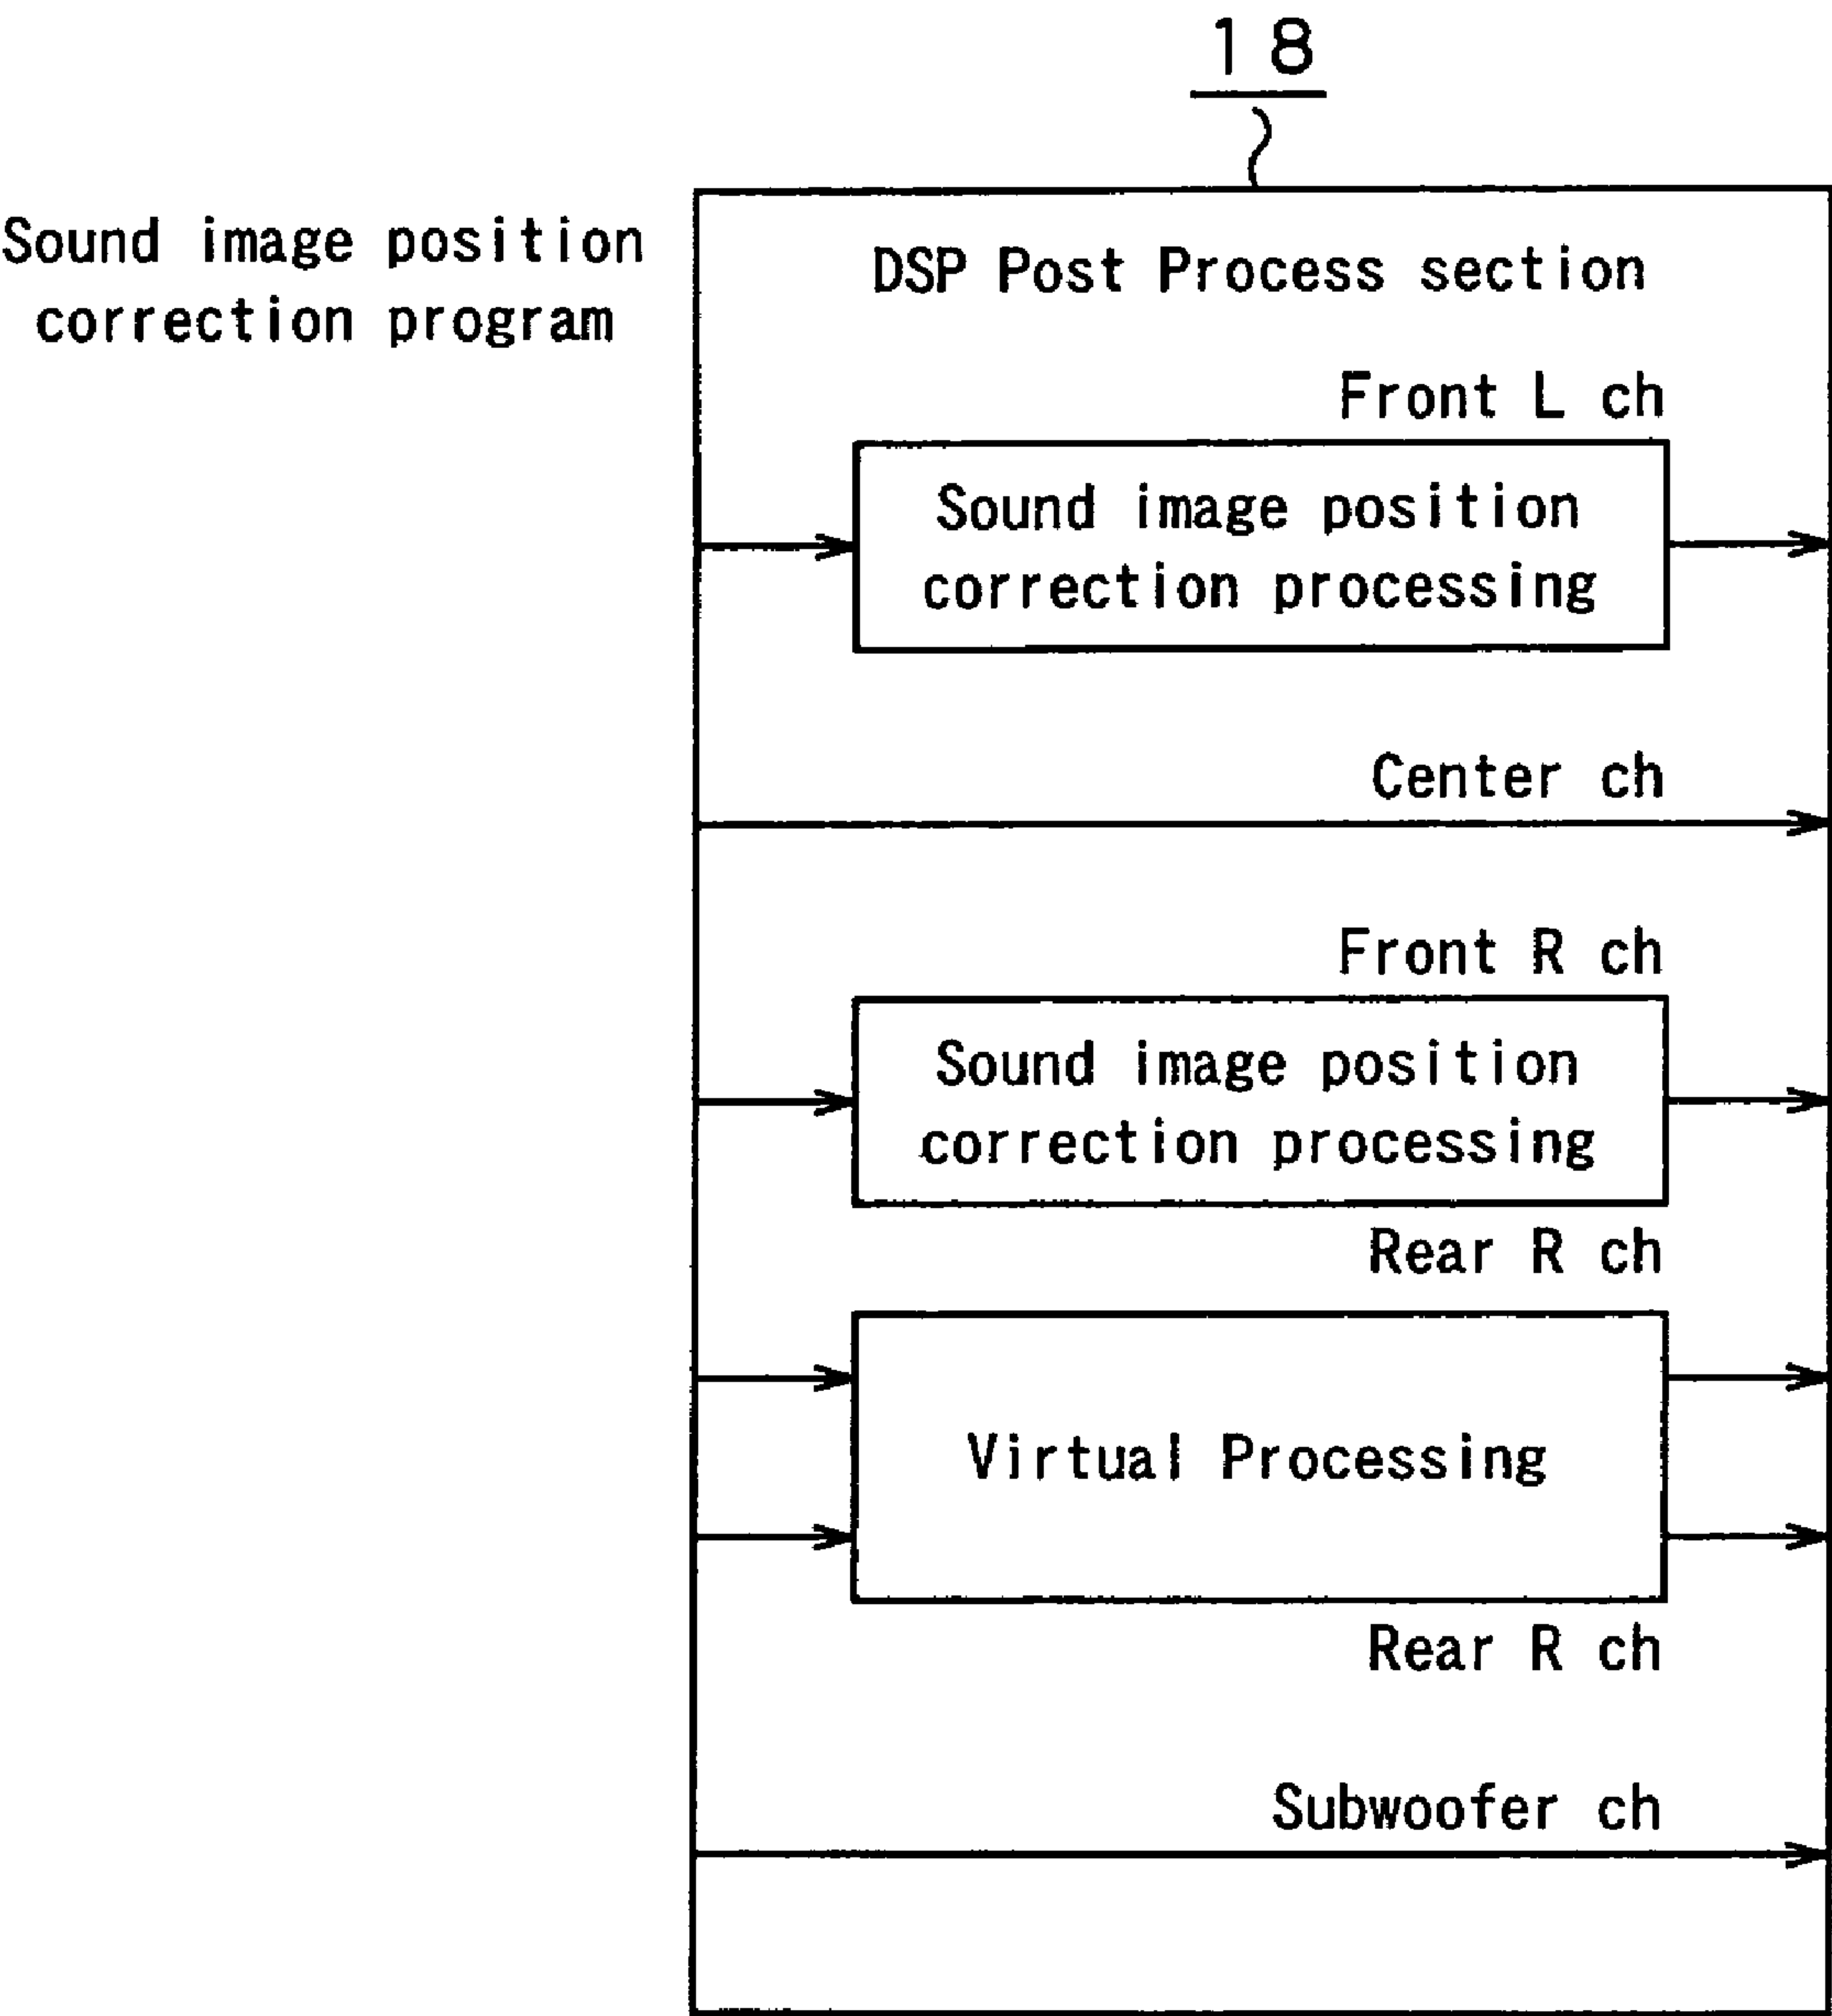 18
Sound image position
correction program
DSP Post Process section
Front L ch
Sound image position
correction processing
Center ch
Front R ch
Sound image position
correction processing
Rear R ch
Virtual Processing
Rear R ch
Subwoofer ch